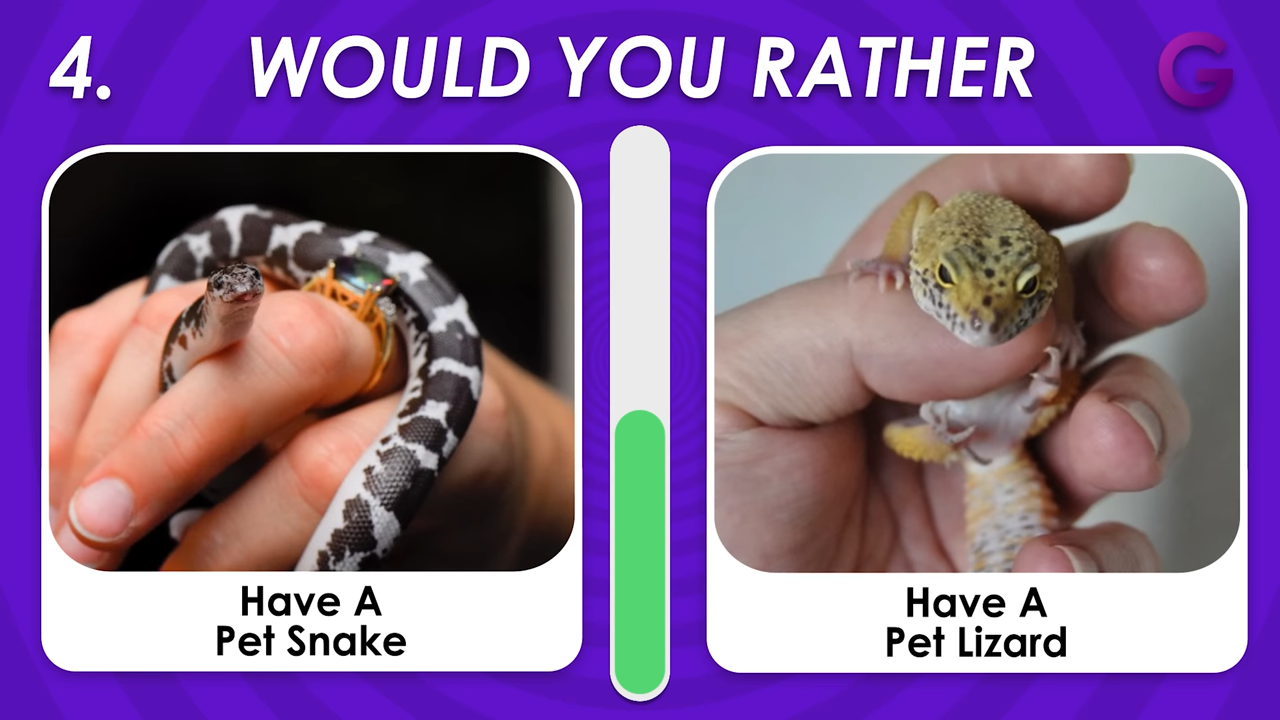 4. WOULD YOU RATHER
G
Have A
Pet Snake
Have A
Pet Lizard